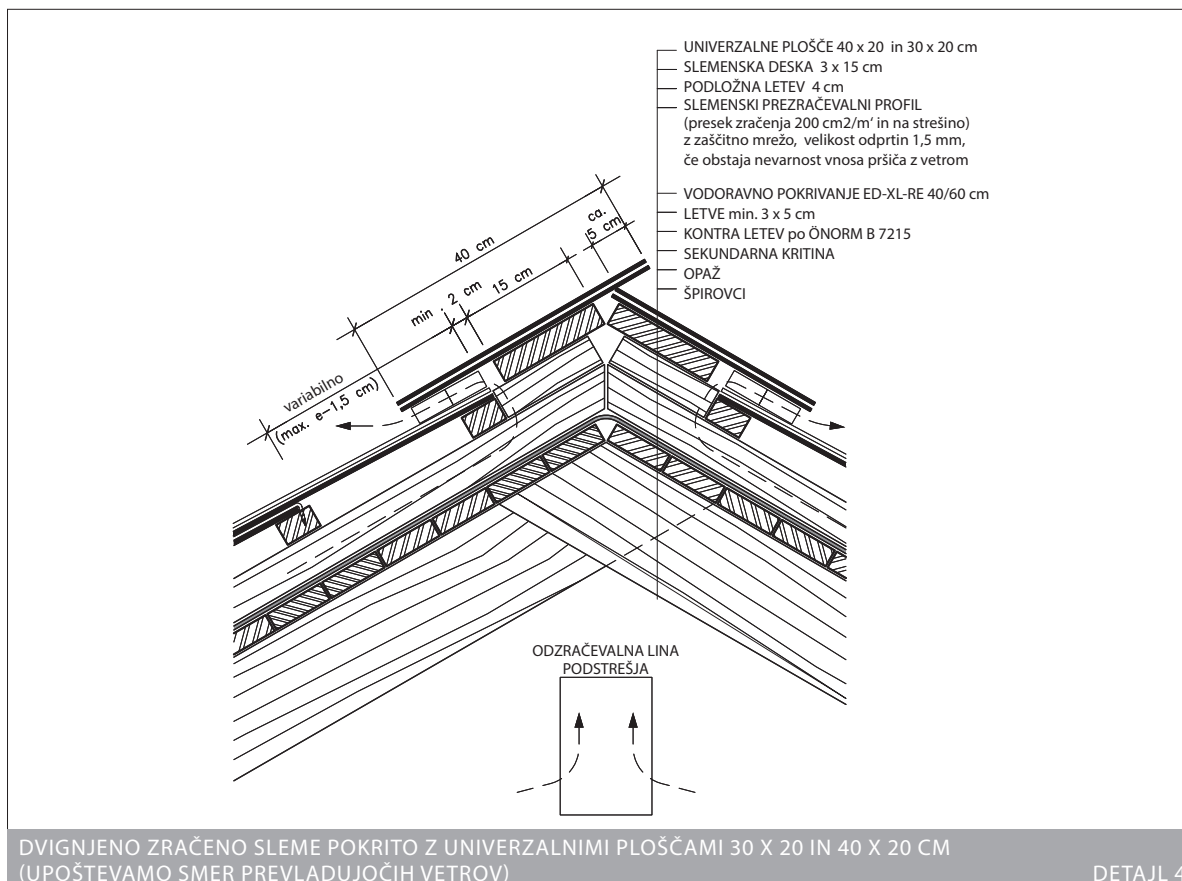 UNIVERZALNE PLOŠČE 40 x 20 in 30 x 20 cm
SLEMENSKA DESKA 3 x 15 cm
PODLOŽNA LETEV 4 cm
SLEMENSKI PREZRAČEVALNI PROFIL
(presek zračenja 200 cm2/m' in na strešino)
z zaščitno mrežo, velikost odprtin 1,5 mm,
če obstaja nevarnost vnosa pršiča z vetrom
VODORAVNO POKRIVANJE ED-XL-RE 40/60 cm
LETVE min. 3 x 5 cm
KONTRA LETEV po ÖNORM B 7215
SEKUNDARNA KRITINA
OPAŽ
ŠPIROVCI
ca.
5 cm
40 cm
15 cm
min. 2 cm
variabilno
(max. e-1,5 cm)
ODZRAČEVALNA LINA
PODSTREŠJA
DVIGNJENO ZRAČENO SLEME POKRITO Z UNIVERZALNIMI PLOŠČAMI 30 X 20 IN 40 X 20 CM
(UPOŠTEVAMO SMER PREVLADUJOČIH VETROV)
DETAJL 4